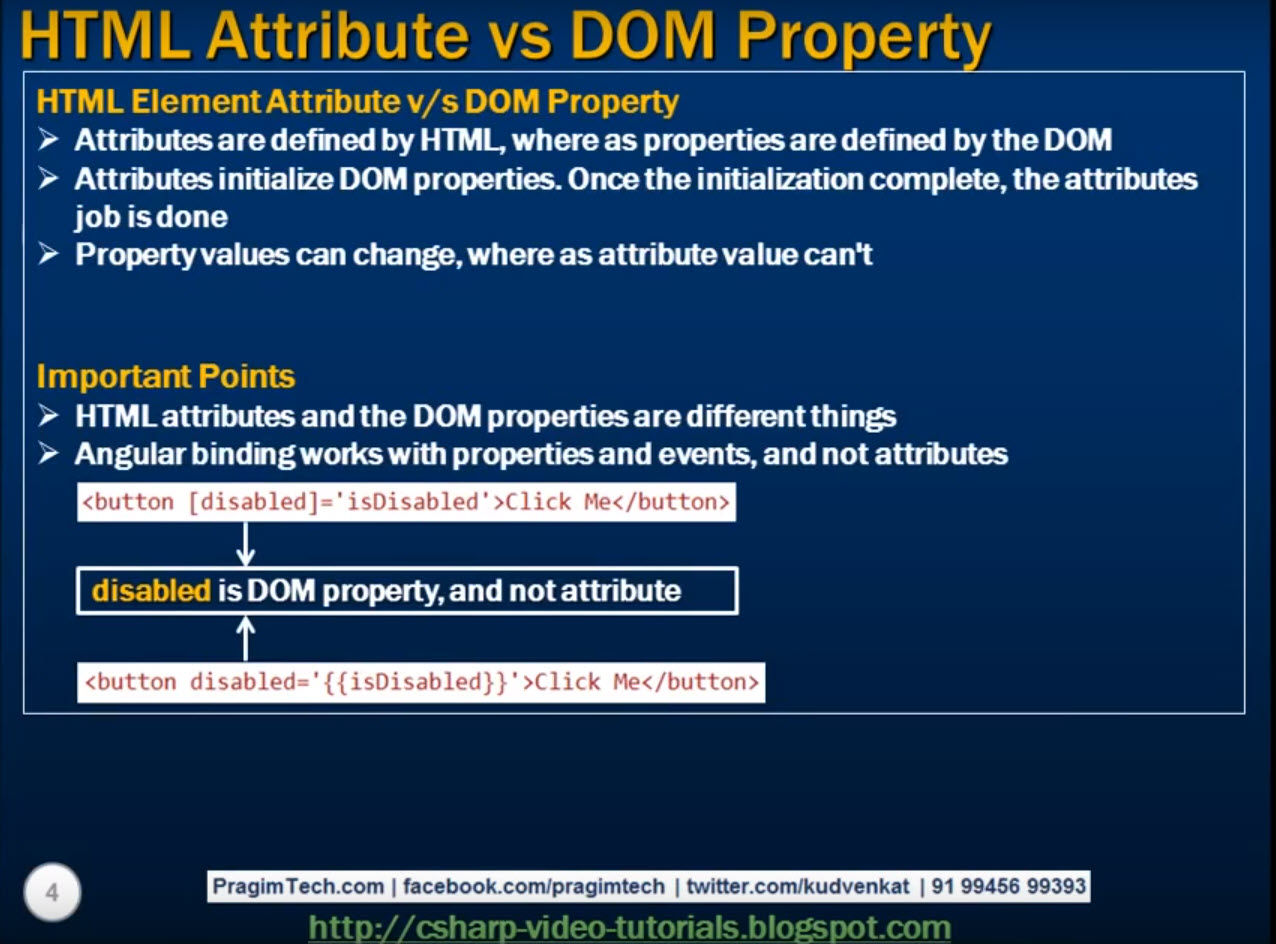 HTML Attribute vs DOM Property
HTML Element Attribute v/s DOM Property
➢ Attributes are defined by HTML, where as properties are defined by the DOM
➢ Attributes initialize DOM properties. Once the initialization complete, the attributes
job is done
➢ Property values can change, where as attribute value can't
Important Points
➢ HTML attributes and the DOM properties are different things
➢ Angular binding works with properties and events, and not attributes
<button [disabled]='isDisabled'>Click Me</button>
disabled is DOM property, and not attribute
<button disabled='{{isDisabled}}'>Click Me</button>
4
PragimTech.com | facebook.com/pragimtech | twitter.com/kudvenkat | 91 99456 99393
http://csharp-video-tutorials.blogspot.com